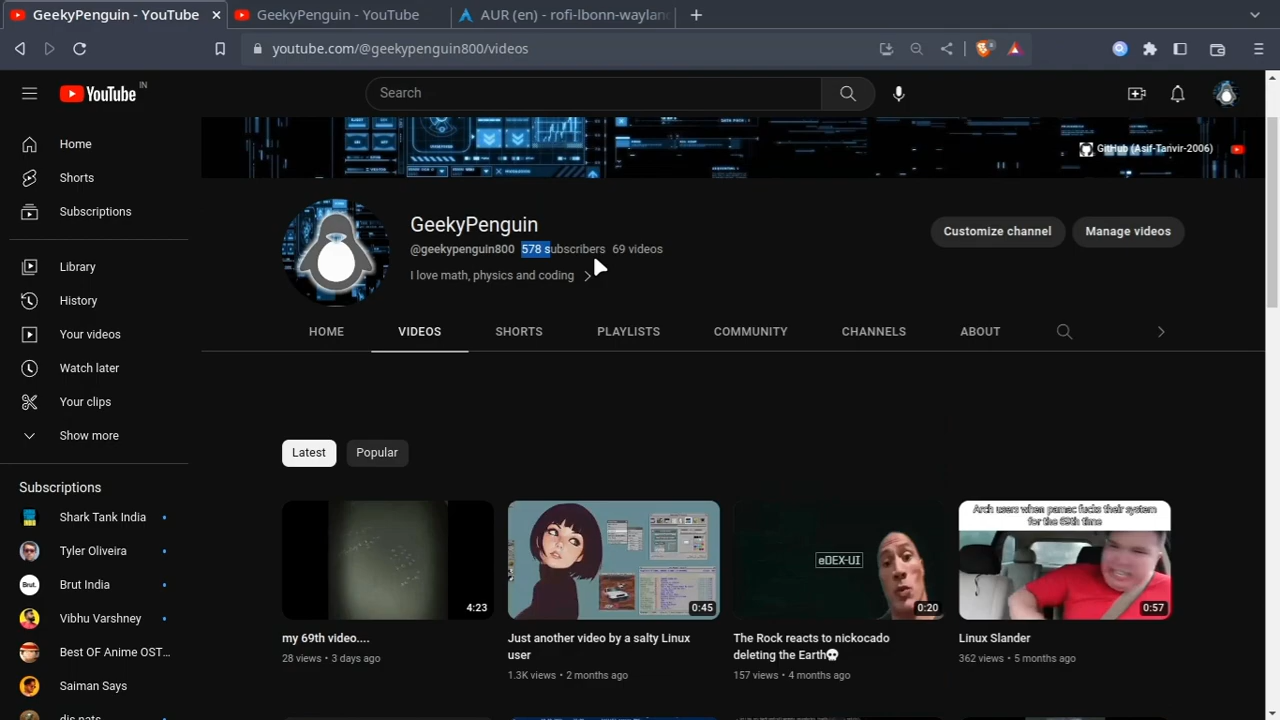 GeekyPenguin - YouTube
GeekyPenguin - YouTube
AUR (en) - rofi-lbonn-wayland
youtube.com/@geekypenguin800/videos
YouTube IN
Search
GitHub (Asif-Tanvir-2006)
Home
Shorts
Subscriptions
Library
History
Your videos
Watch later
Your clips
Show more
Subscriptions
Shark Tank India
Tyler Oliveira
Brut India
Vibhu Varshney
Best OF Anime OST...
Saiman Says
GeekyPenguin
@geekypenguin800 578 subscribers 69 videos
I love math, physics and coding
Customize channel
Manage videos
HOME
VIDEOS
SHORTS
PLAYLISTS
COMMUNITY
CHANNELS
ABOUT
Latest
Popular
4:23
my 69th video....
28 views • 3 days ago
0:45
Just another video by a salty Linux
user
1.3K views • 2 months ago
eDEX-UI
0:20
The Rock reacts to nickocado
deleting the Earth💀
157 views • 4 months ago
Arch users when pamec fucks their system
for the 69th time
0:57
Linux Slander
362 views • 5 months ago